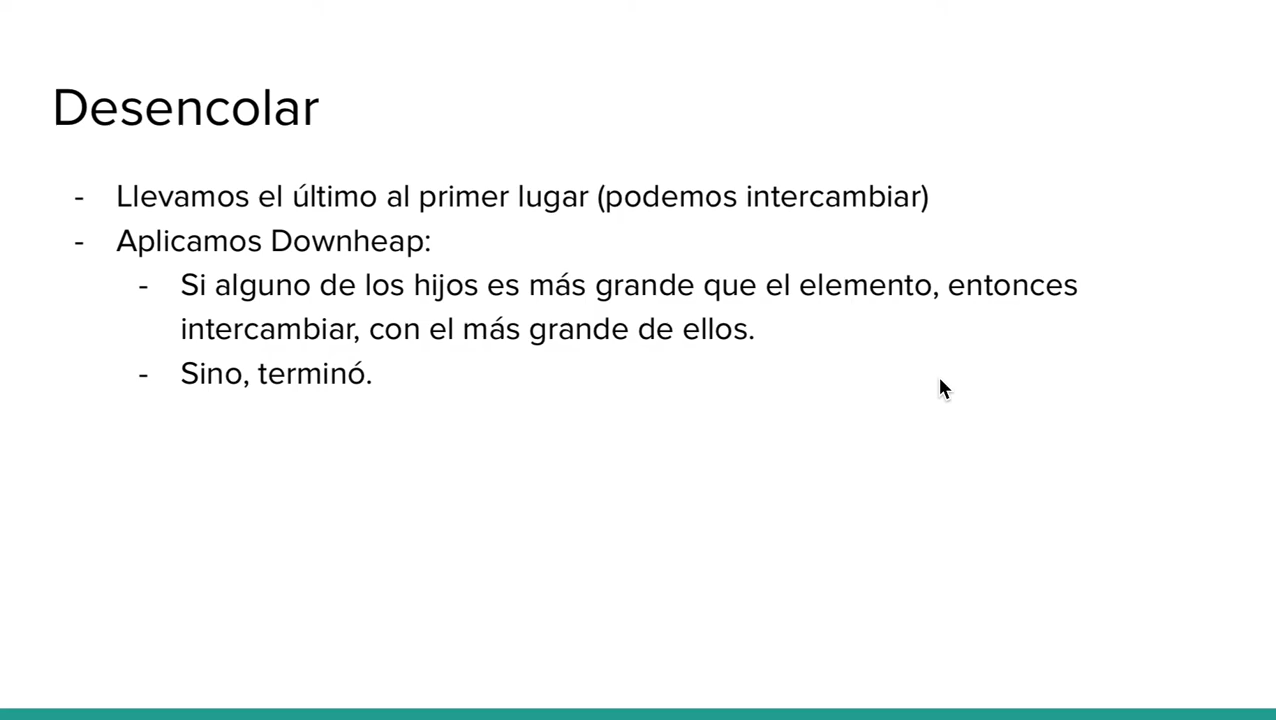 Desencolar
- Llevamos el último al primer lugar (podemos intercambiar)
- Aplicamos Downheap:
- Si alguno de los hijos es más grande que el elemento, entonces
intercambiar, con el más grande de ellos.
- Sino, terminó.